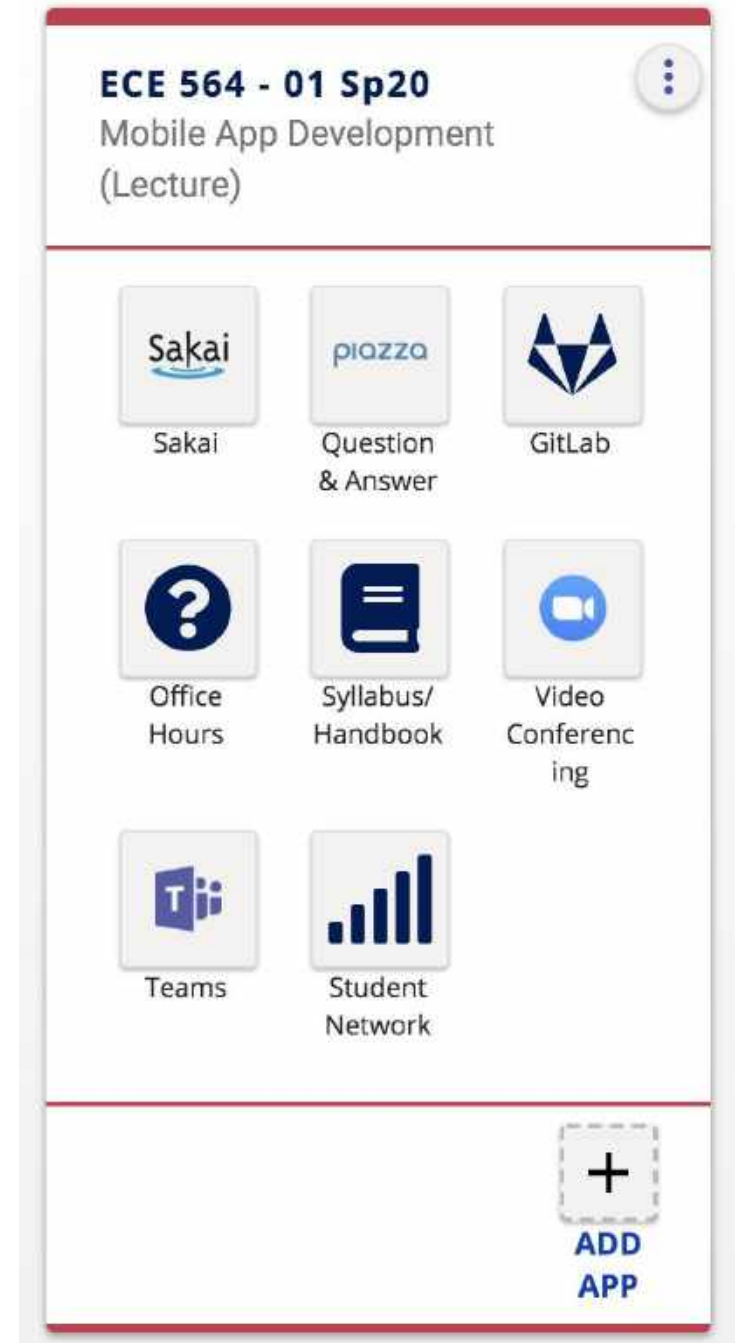 ECE 564 - 01 Sp20
Mobile App Development
(Lecture)
Sakai
piazza
Sakai
Question
& Answer
GitLab
Office
Hours
Syllabus/
Handbook
Video
Conferenc
ing
T
Teams
Student
Network
ADD
APP